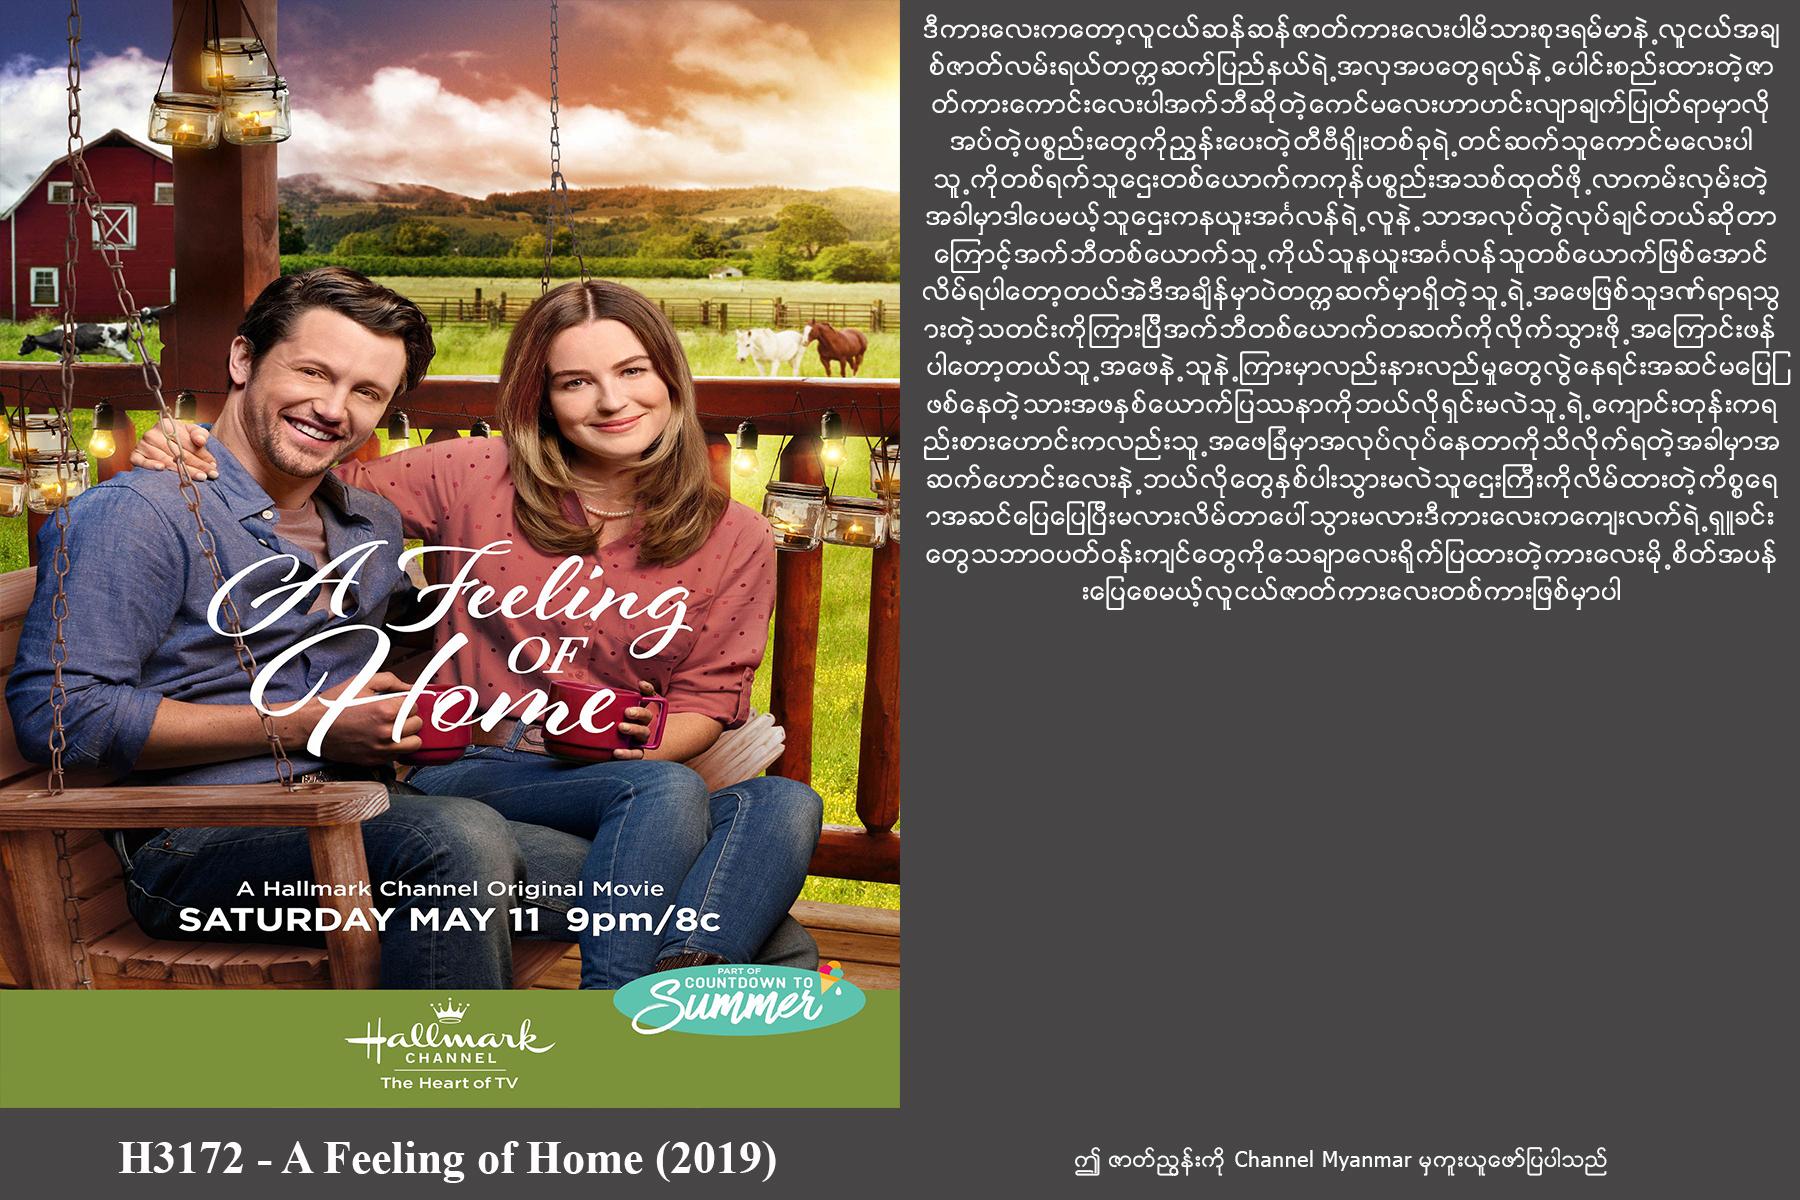 A Feeling
OF
Home
A Hallmark Channel Original Movie
SATURDAY MAY 11 9pm/8c
PART OF
COUNTDOWN TO
Summer
Hallmark
CHANNEL
The Heart of TV
H3172 - A Feeling of Home (2019)
ဒီကားလေးကတော့လူငယ်ဆန်ဆန်ဇာတ်ကားလေးပါမိသားစုဒရမ်မာနဲ့လူငယ်အချ
စ်ဇာတ်လမ်းရယ်တက္ကဆက်ပြည်နယ်ရဲ့အလှအပတွေရယ်နဲ့ပေါင်းစည်းထားတဲ့ဇာ
တ်ကားကောင်းလေးပါအက်ဘီဆိုတဲ့ကောင်မလေးဟာဟင်းလျာချက်ပြုတ်ရာမှာလို
အပ်တဲ့ပစ္စည်းတွေကိုညွှန်းပေးတဲ့တီဗီရှိုးတစ်ခုရဲ့တင်ဆက်သူကောင်မလေးပါ
သူ့ကိုတစ်ရက်သူဌေးတစ်ယောက်ကကုန်ပစ္စည်းအသစ်ထုတ်ဖို့လာကမ်းလှမ်းတဲ့
အခါမှာဒါပေမယ့်သူဌေးကနယူးအင်္ဂလန်ရဲ့လူနဲ့သာအလုပ်တွဲလုပ်ချင်တယ်ဆိုတာ
ကြောင့်အက်ဘီတစ်ယောက်သူ့ကိုယ်သူနယူးအင်္ဂလန်သူတစ်ယောက်ဖြစ်အောင်
လိမ်ရပါတော့တယ်အဲဒီအချိန်မှာပဲတက္ကဆက်မှာရှိတဲ့သူ့ရဲ့အဖေဖြစ်သူဒဏ်ရာရသွ
ားတဲ့သတင်းကိုကြားပြီအက်ဘီတစ်ယောက်တဆက်ကိုလိုက်သွားဖို့အကြောင်းဖန်
ပါတော့တယ်သူ့အဖေနဲ့သူနဲ့ကြားမှာလည်းနားလည်မှုတွေလွဲနေရင်းအဆင်မပြေပြ
ဖစ်နေတဲ့သားအဖနှစ်ယောက်ပြဿနာကိုဘယ်လိုရှင်းမလဲသူ့ရဲ့ကျောင်းတုန်းကရ
ည်းစားဟောင်းကလည်းသူ့အဖေခြံမှာအလုပ်လုပ်နေတာကိုသိလိုက်ရတဲ့အခါမှာအ
ဆက်ဟောင်းလေးနဲ့ဘယ်လိုတွေနှစ်ပါးသွားမလဲသူဌေးကြီးကိုလိမ်ထားတဲ့ကိစ္စရေ
ာအဆင်ပြေပြေပြီးမလားလိမ်တာပေါ်သွားမလားဒီကားလေးကကျေးလက်ရဲ့ရှူခင်း
တွေသဘာဝပတ်ဝန်းကျင်တွေကိုသေချာလေးရိုက်ပြထားတဲ့ကားလေးမို့စိတ်အပန်
းပြေစေမယ့်လူငယ်ဇာတ်ကားလေးတစ်ကားဖြစ်မှာပါ
ဤ ဇာတ်ညွန်းကို Channel Myanmar မှကူးယူဖော်ပြပါသည်